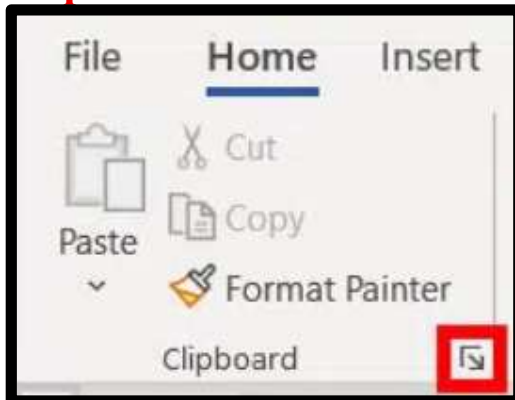 File Home Insert
Cut
Copy
Paste
Format Painter
Clipboard